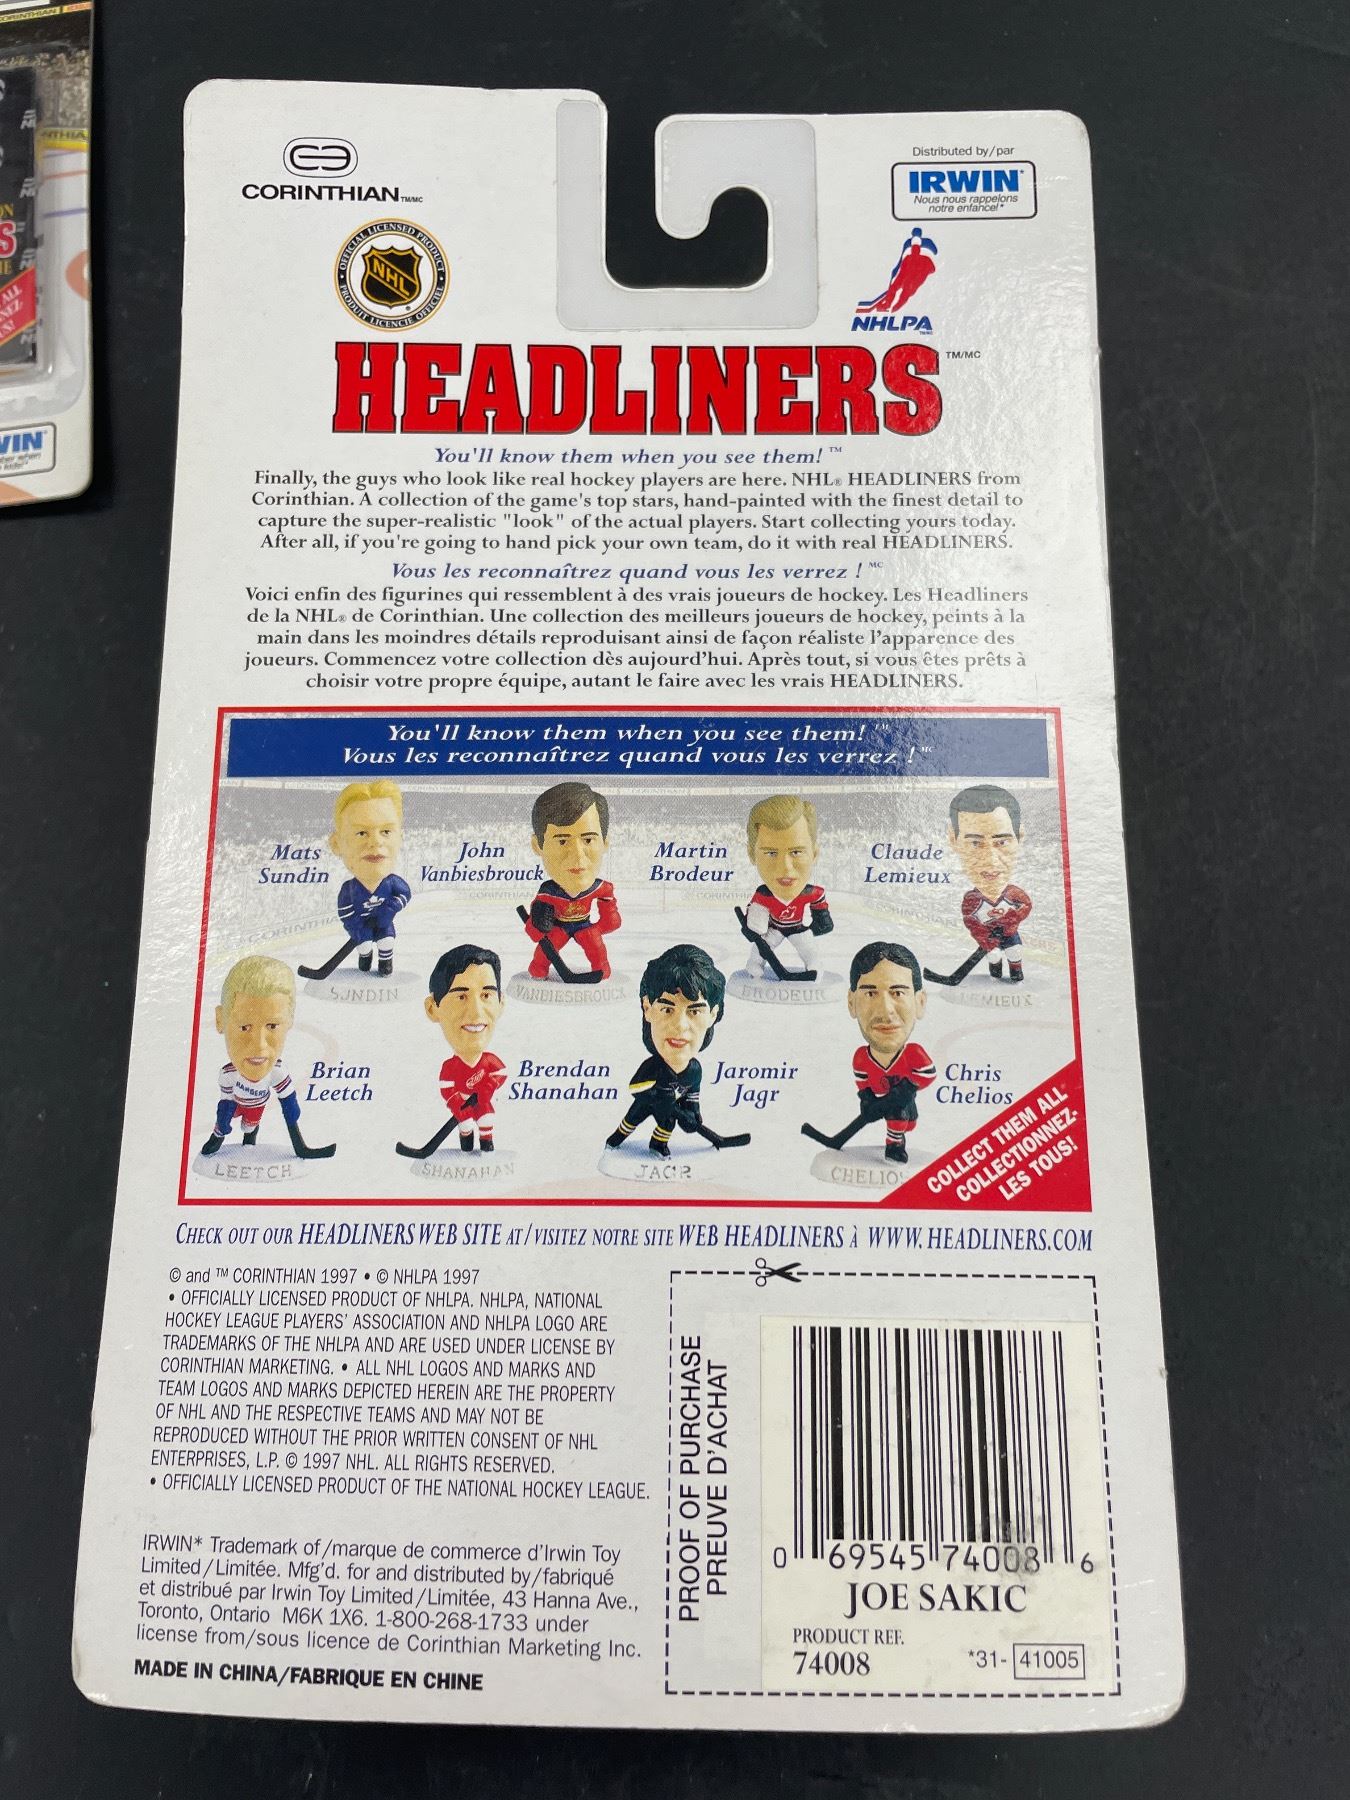 CORINTHIAN TM/MC
OFFICIAL LICENSED PRODUCT
NHL
PRODUIT LICENCIÉ OFFICIEL
Distributed by/par
IRWIN*
Nous nous rappelons
notre enfance!*
NHLPA
HEADLINERS TM/MC
You'll know them when you see them! ™
Finally, the guys who look like real hockey players are here. NHL® HEADLINERS from
Corinthian. A collection of the game's top stars, hand-painted with the finest detail to
capture the super-realistic "look" of the actual players. Start collecting yours today.
After all, if you're going to hand pick your own team, do it with real HEADLINERS.
Vous les reconnaîtrez quand vous les verrez ! MC
Voici enfin des figurines qui ressemblent à des vrais joueurs de hockey. Les Headliners
de la NHL® de Corinthian. Une collection des meilleurs joueurs de hockey, peints à la
main dans les moindres détails reproduisant ainsi de façon réaliste l'apparence des
joueurs. Commencez votre collection dès aujourd'hui. Après tout, si vous êtes prêts à
choisir votre propre équipe, autant le faire avec les vrais HEADLINERS.
You'll know them when you see them! ™
Vous les reconnaîtrez quand vous les verrez ! MC
Mats
Sundin
John
Vanbiesbrouck
Martin
Brodeur
Claude
Lemieux
SUNDIN
VANBIESBROUCK
BRODEUR
LEMIEUX
Brian
Leetch
Brendan
Shanahan
Jaromir
Jagr
Chris
Chelios
RANGERS
LEETCH
SHANAHAN
JAGR
CHELIOS
COLLECT THEM ALL
COLLECTIONNEZ-
LES TOUS!
CHECK OUT OUR HEADLINERS WEB SITE AT/VISITEZ NOTRE SITE WEB HEADLINERS À WWW.HEADLINERS.COM
© and ™ CORINTHIAN 1997 • © NHLPA 1997
• OFFICIALLY LICENSED PRODUCT OF NHLPA. NHLPA, NATIONAL
HOCKEY LEAGUE PLAYERS' ASSOCIATION AND NHLPA LOGO ARE
TRADEMARKS OF THE NHLPA AND ARE USED UNDER LICENSE BY
CORINTHIAN MARKETING. • ALL NHL LOGOS AND MARKS AND
TEAM LOGOS AND MARKS DEPICTED HEREIN ARE THE PROPERTY
OF NHL AND THE RESPECTIVE TEAMS AND MAY NOT BE
REPRODUCED WITHOUT THE PRIOR WRITTEN CONSENT OF NHL
ENTERPRISES, L.P. © 1997 NHL. ALL RIGHTS RESERVED.
• OFFICIALLY LICENSED PRODUCT OF THE NATIONAL HOCKEY LEAGUE.
IRWIN* Trademark of/marque de commerce d'Irwin Toy
Limited/Limitée. Mfg'd. for and distributed by/fabriqué
et distribué par Irwin Toy Limited/Limitée, 43 Hanna Ave.,
Toronto, Ontario M6K 1X6. 1-800-268-1733 under
license from/sous licence de Corinthian Marketing Inc.
MADE IN CHINA/FABRIQUE EN CHINE
PROOF OF PURCHASE
PREUVE D'ACHAT
0 69545 74008 6
JOE SAKIC
PRODUCT REF.
74008
*31- 41005